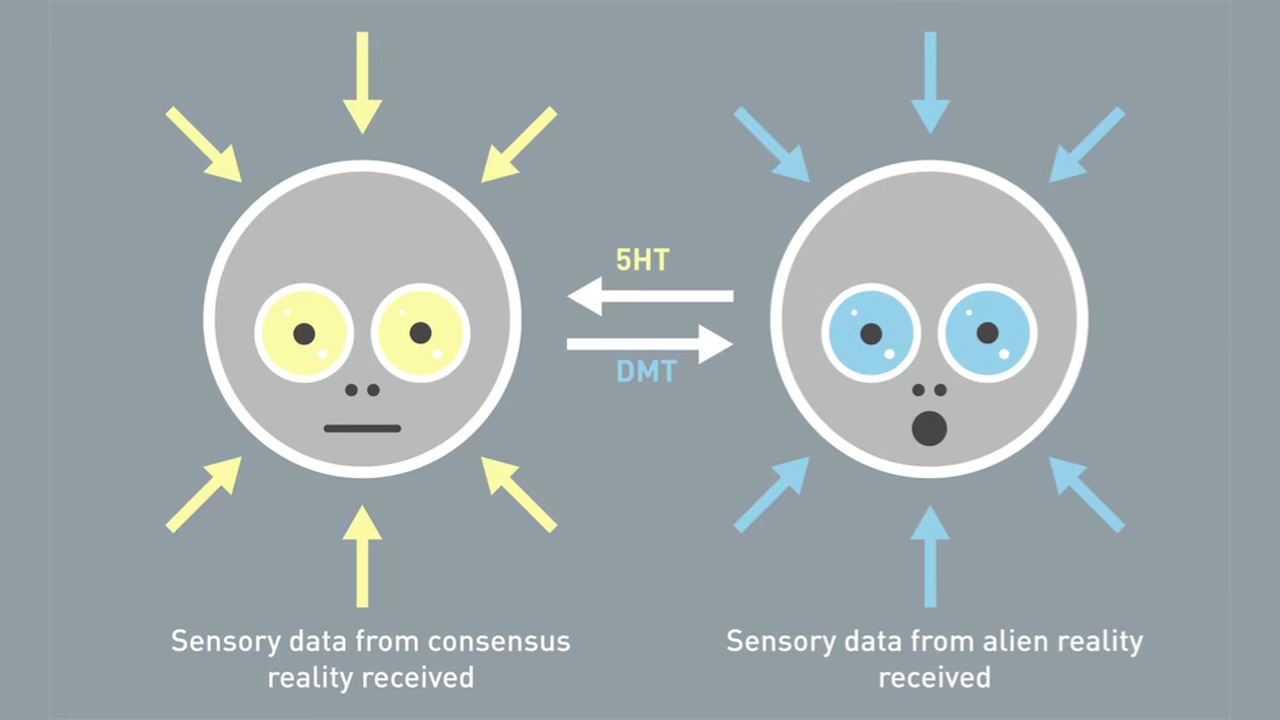 5HT
DMT
Sensory data from consensus
reality received
Sensory data from alien reality
received